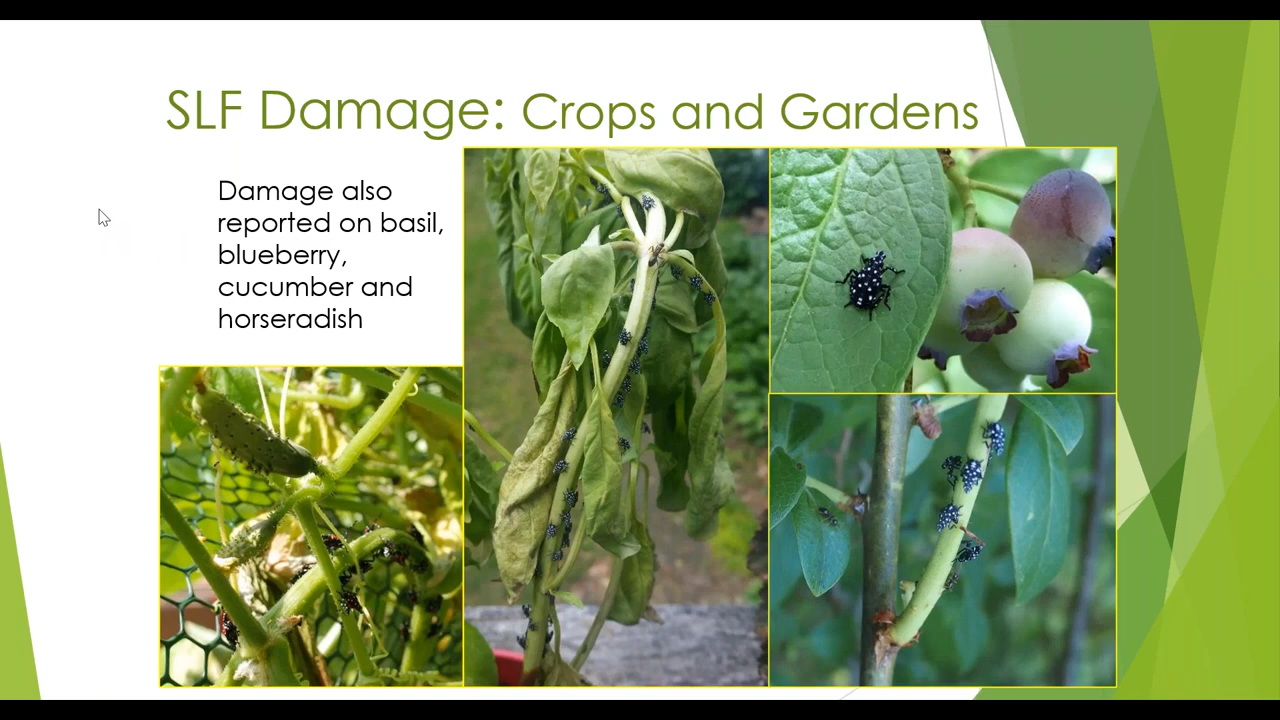 SLF Damage: Crops and Gardens
Damage also
reported on basil,
blueberry,
cucumber and
horseradish